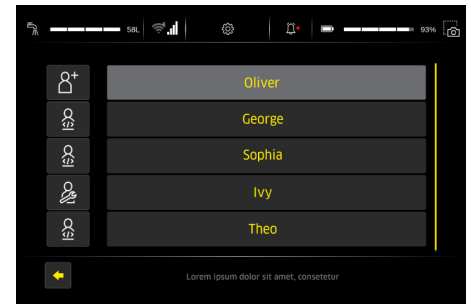 58L
93%
Oliver
George
Sophia
Ivy
Theo
Lorem ipsum dolor sit amet, consetetur